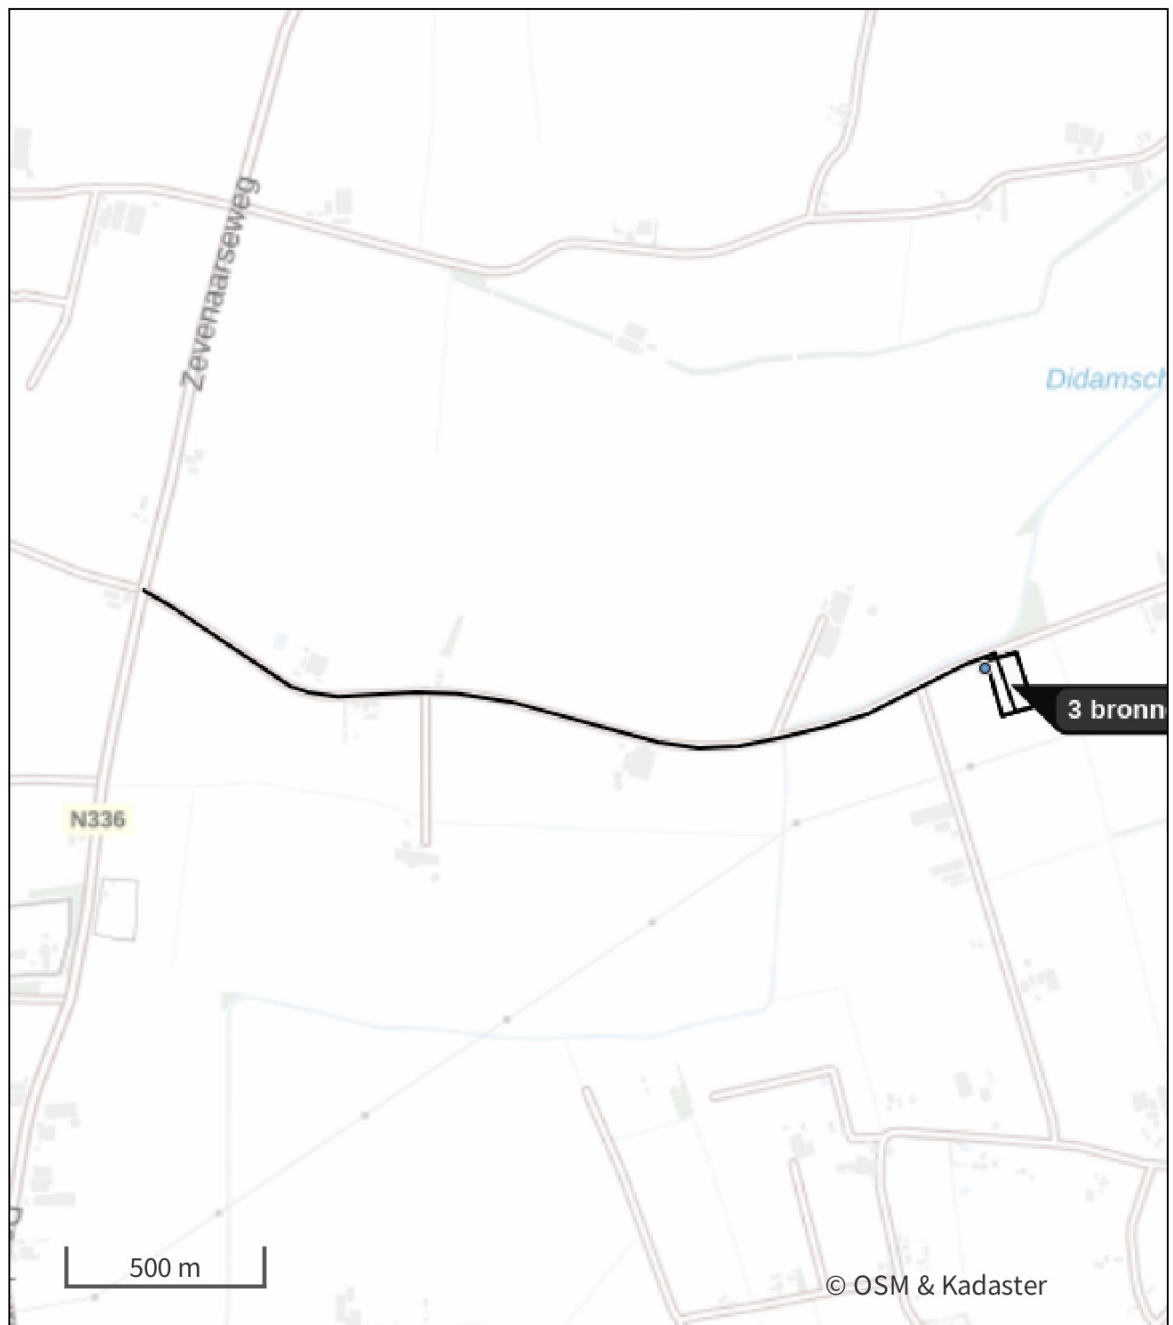 Zevenaarseweg
Didamsch
3 bronn
N336
500 m
© OSM & Kadaster